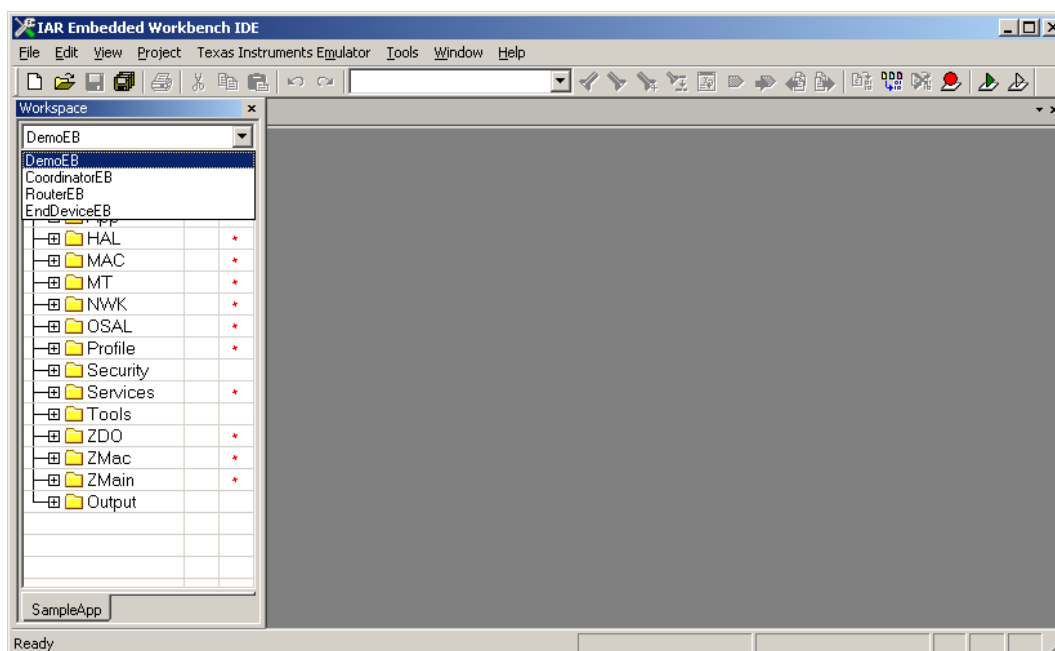 IAR Embedded Workbench IDE
File Edit View Project Texas Instruments Emulator Tools Window Help
Workspace
DemoEB
DemoEB
CoordinatorEB
RouterEB
EndDeviceEB
App
HAL
MAC
MT
NWK
OSAL
Profile
Security
Services
Tools
ZDO
ZMac
ZMain
Output
SampleApp
Ready